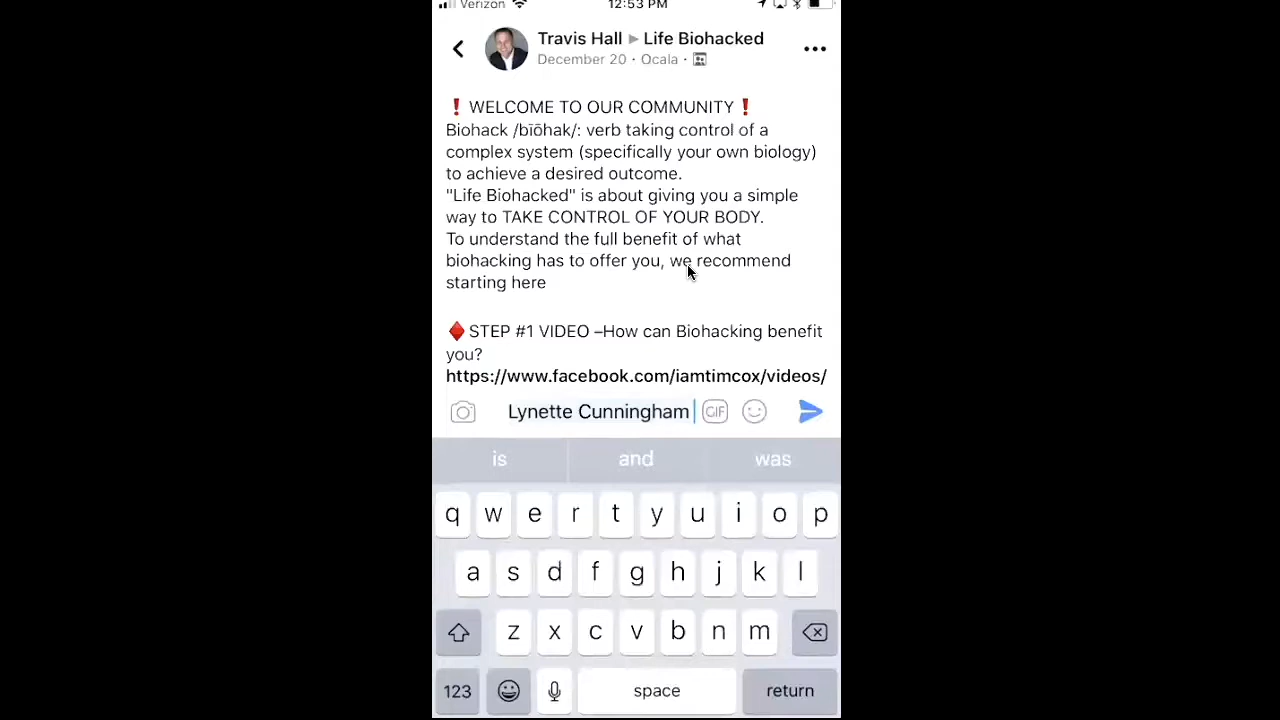 Verizon 12:53 PM
Travis Hall ▸ Life Biohacked
December 20 · Ocala ·
❗ WELCOME TO OUR COMMUNITY ❗
Biohack /bīōhak/: verb taking control of a
complex system (specifically your own biology)
to achieve a desired outcome.
"Life Biohacked" is about giving you a simple
way to TAKE CONTROL OF YOUR BODY.
To understand the full benefit of what
biohacking has to offer you, we recommend
starting here
♦STEP #1 VIDEO –How can Biohacking benefit
you?
https://www.facebook.com/iamtimcox/videos/
Lynette Cunningham GIF
is and was
q w e r t y u i o p
a s d f g h j k l
z x c v b n m
123 space return